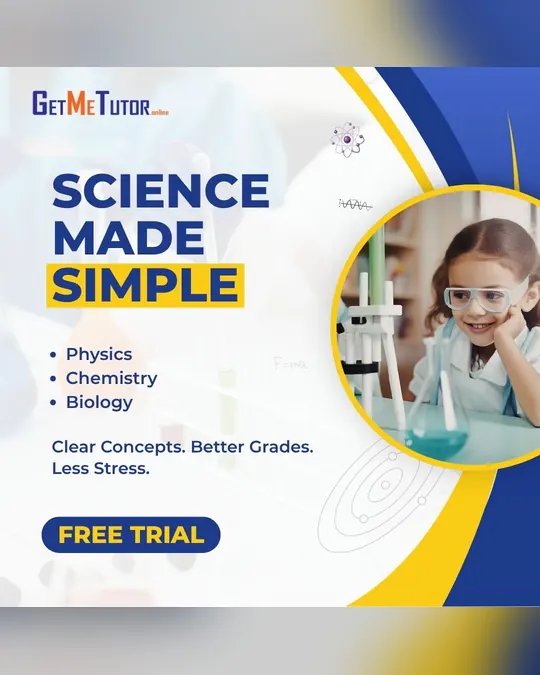 GETMETUTOR.online
SCIENCE
MADE
SIMPLE
• Physics
• Chemistry
• Biology
Clear Concepts. Better Grades.
Less Stress.
FREE TRIAL